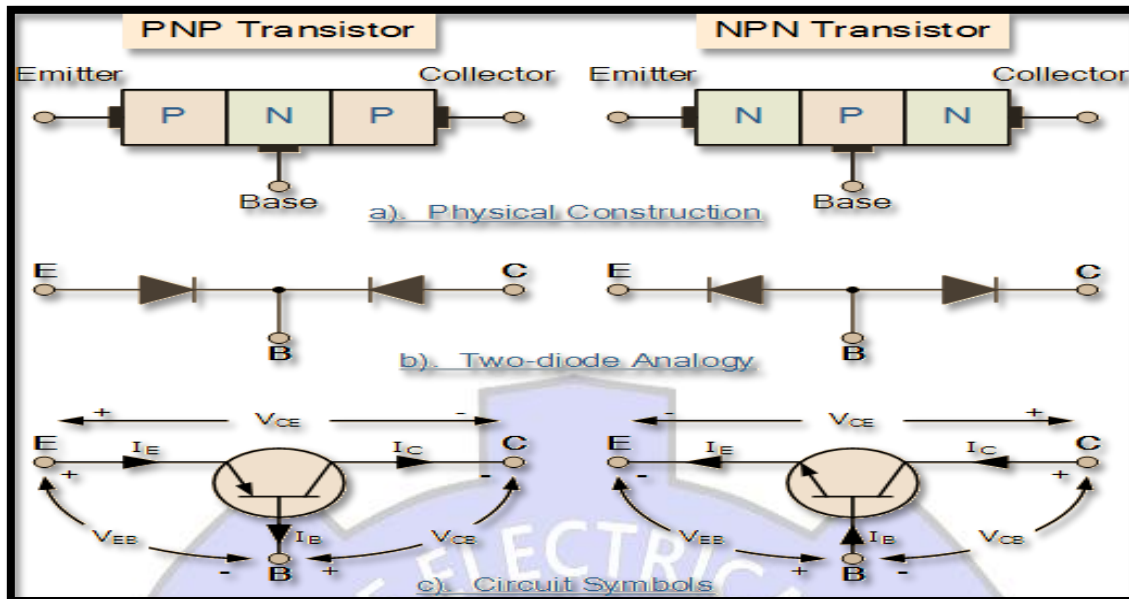 PNP Transistor
NPN Transistor
Emitter
Collector
Emitter
Collector
P N P
N P N
Base
Base
a). Physical Construction
E
C
E
C
B
B
b). Two-diode Analogy
+ VCE -
- VCE +
E IE IC C
E IE IC C
+ -
- +
VEB IB VCB
VEB IB VCB
- B +
+ B -
c). Circuit Symbols
ELECTRIC